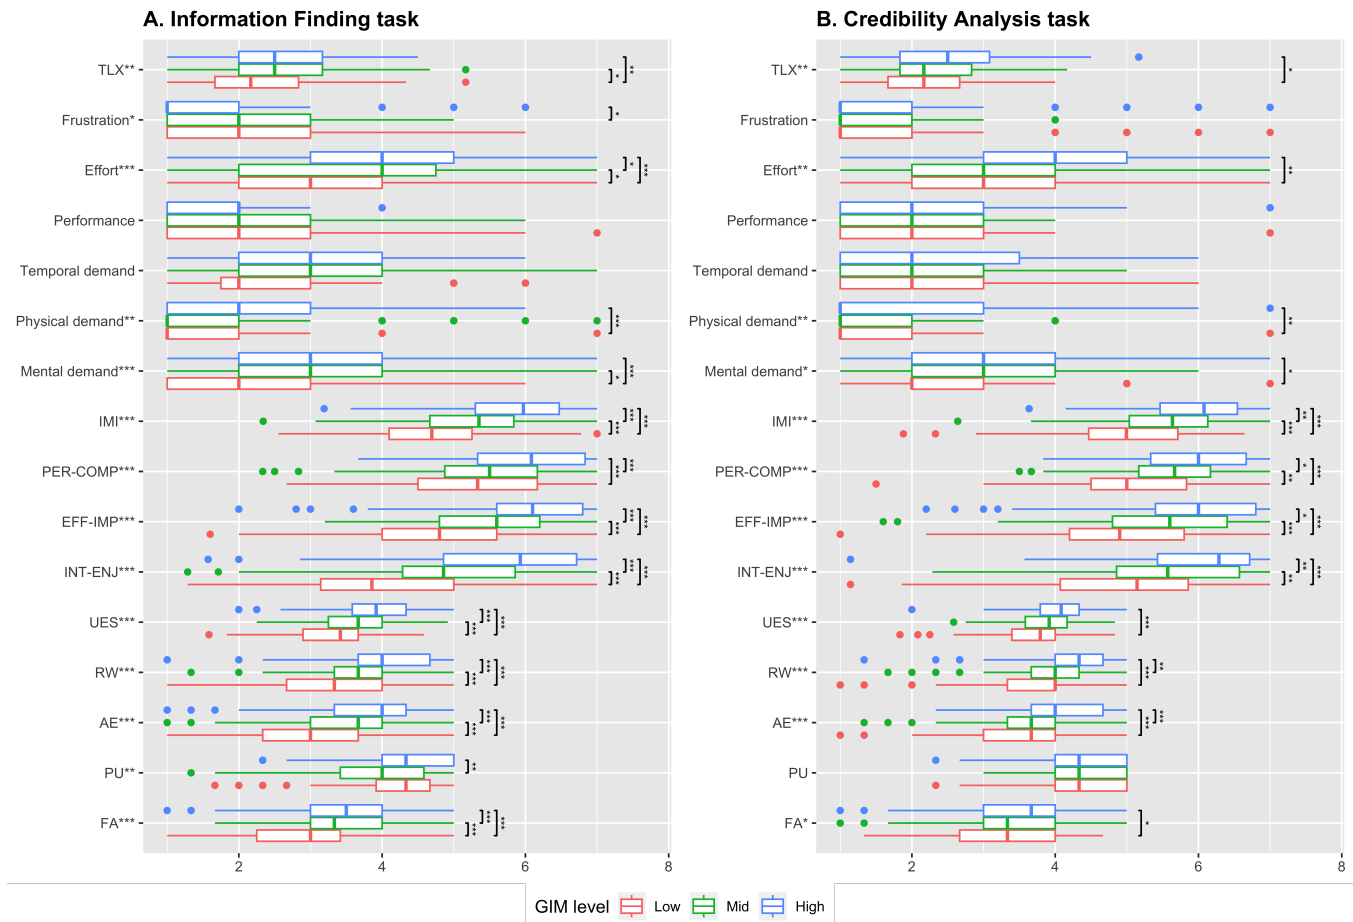 A. Information Finding task
TLX**
Frustration*
Effort***
Performance
Temporal demand
Physical demand**
Mental demand***
IMI***
PER-COMP***
EFF-IMP***
INT-ENJ***
UES***
RW***
AE***
PU**
FA***
2 4 6 8
B. Credibility Analysis task
TLX**
Frustration
Effort**
Performance
Temporal demand
Physical demand**
Mental demand*
IMI***
PER-COMP***
EFF-IMP***
INT-ENJ***
UES***
RW***
AE***
PU
FA*
2 4 6 8
GIM level Low Mid High